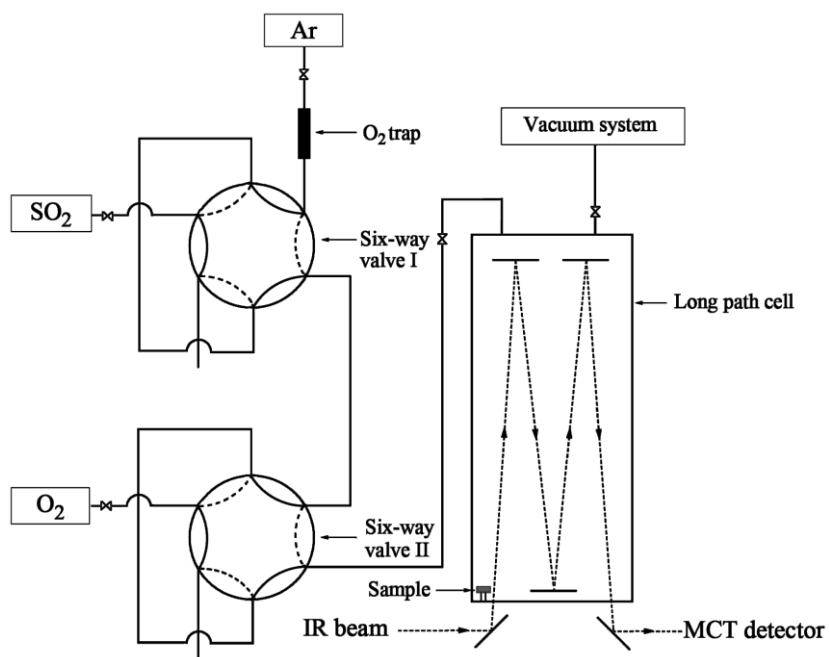 Ar
O2 trap
Vacuum system
SO2
Six-way
valve I
Long path cell
O2
Six-way
valve II
Sample
IR beam
MCT detector